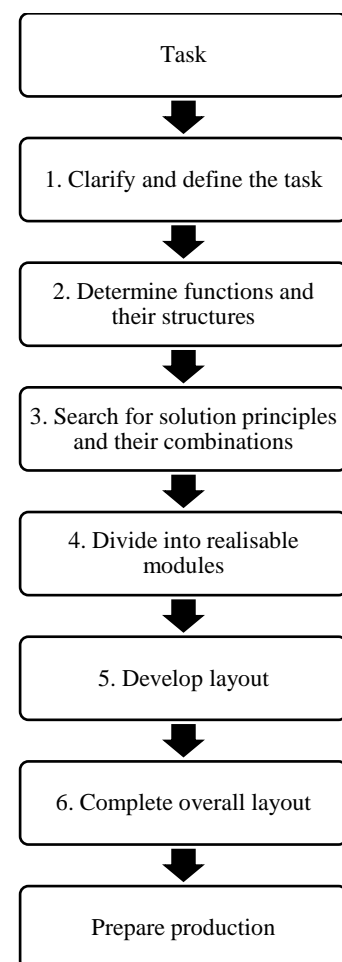 Task
1. Clarify and define the task
2. Determine functions and
their structures
3. Search for solution principles
and their combinations
4. Divide into realisable
modules
5. Develop layout
6. Complete overall layout
Prepare production